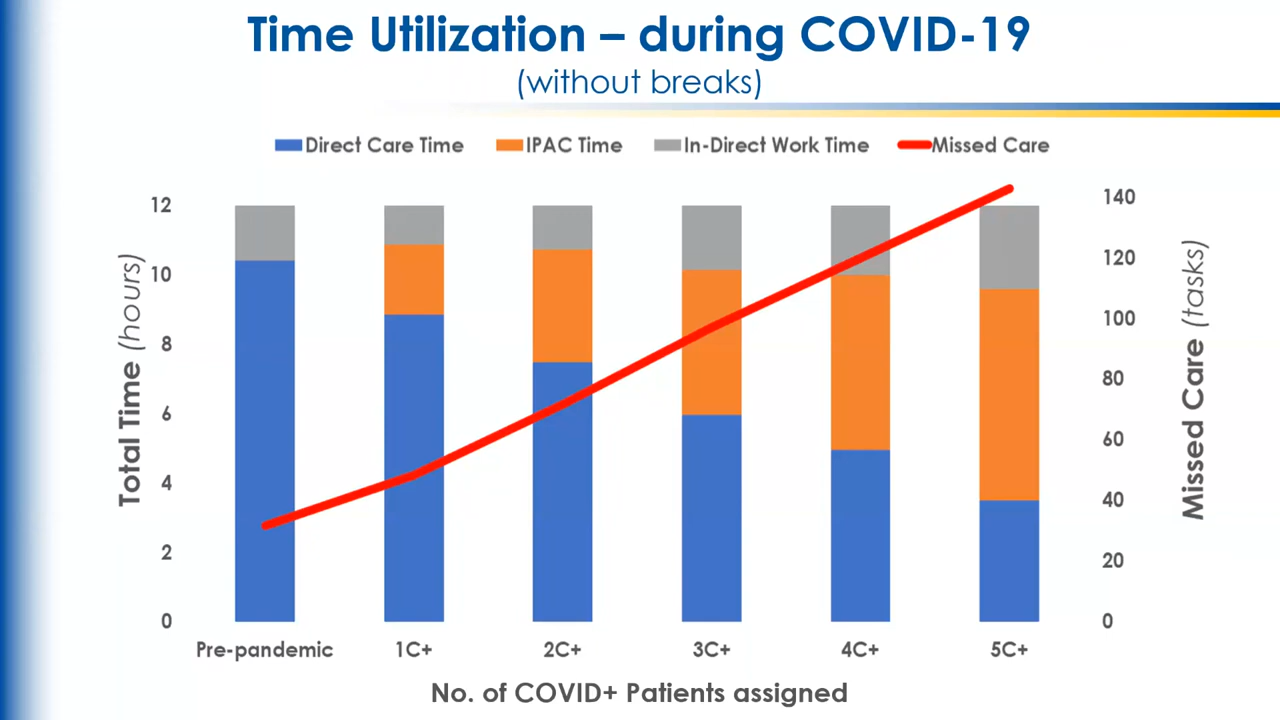 Time Utilization – during COVID-19
(without breaks)
Direct Care Time IPAC Time In-Direct Work Time Missed Care
Total Time (hours)
12
10
8
6
4
2
0
140
120
100
80
60
40
20
0
Missed Care (tasks)
Pre-pandemic 1C+ 2C+ 3C+ 4C+ 5C+
No. of COVID+ Patients assigned